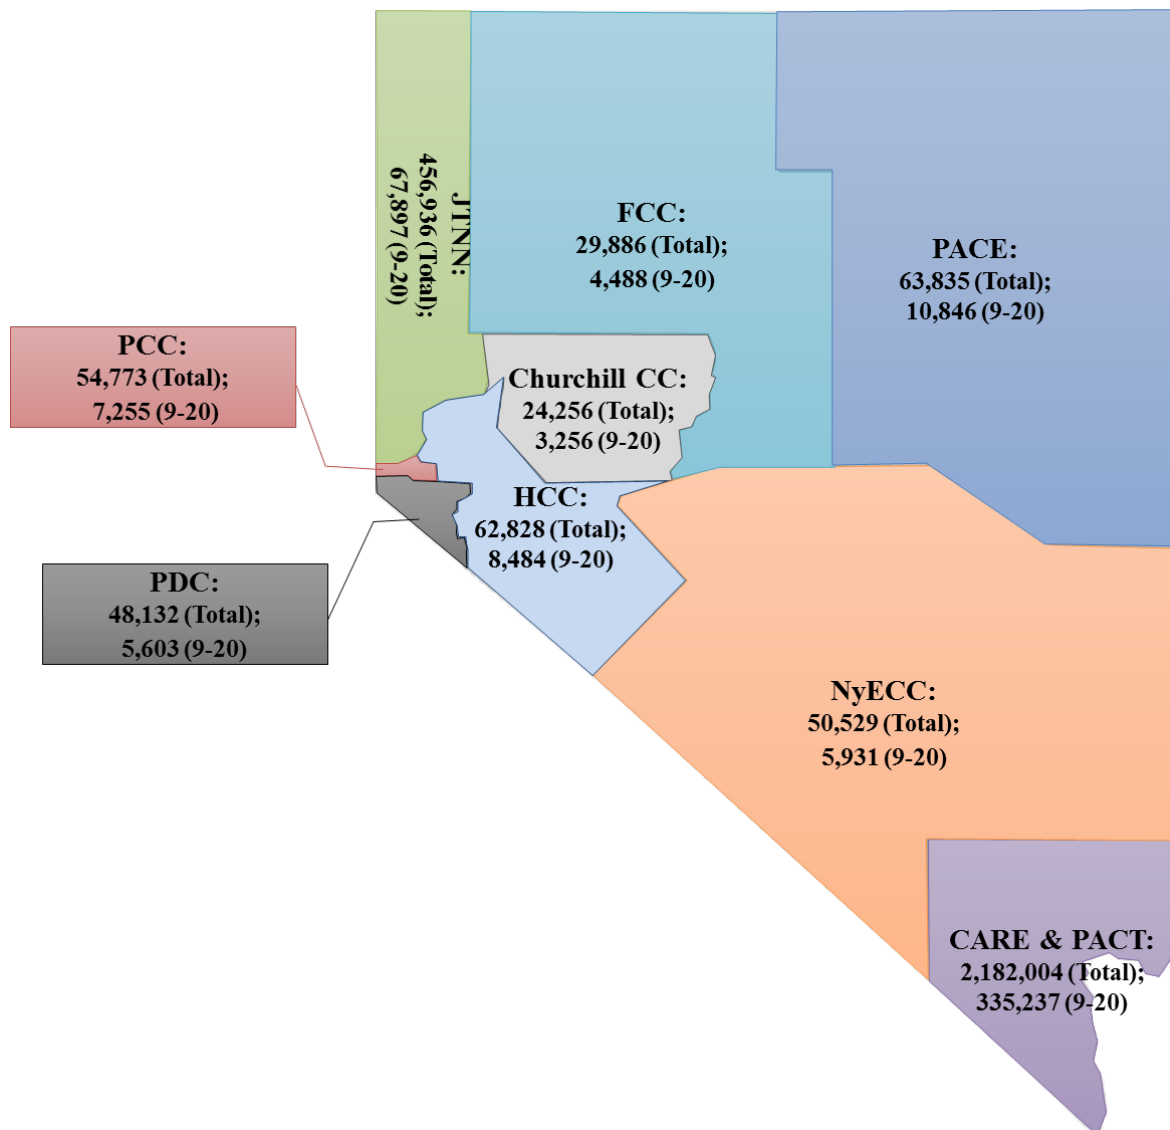 JTNN:
456,936 (Total);
67,897 (9-20)
FCC:
29,886 (Total);
4,488 (9-20)
PACE:
63,835 (Total);
10,846 (9-20)
PCC:
54,773 (Total);
7,255 (9-20)
Churchill CC:
24,256 (Total);
3,256 (9-20)
HCC:
62,828 (Total);
8,484 (9-20)
PDC:
48,132 (Total);
5,603 (9-20)
NyECC:
50,529 (Total);
5,931 (9-20)
CARE & PACT:
2,182,004 (Total);
335,237 (9-20)